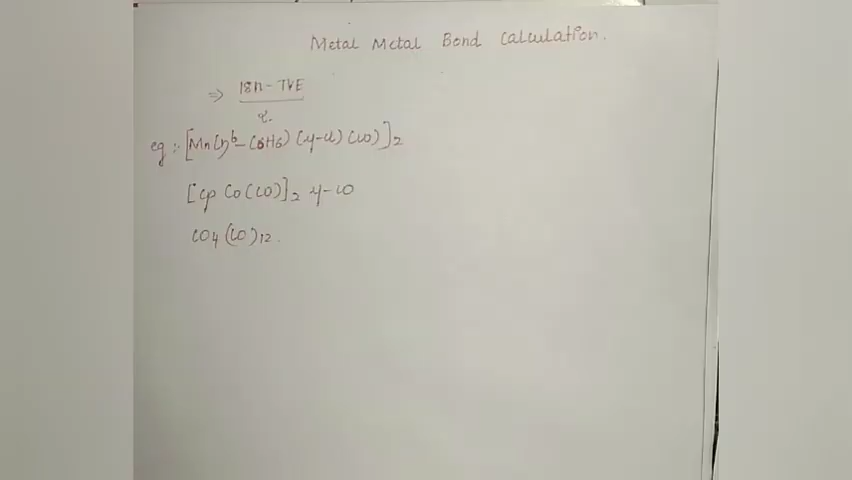 Metal Metal Bond Calculation.
⇒ 18n - TVE
2.
eg :- [Mn(η⁶-C6H6) (μ-cl) (CO)]2
[Cp Co(CO)]2 μ-CO
CO4 (CO)12.